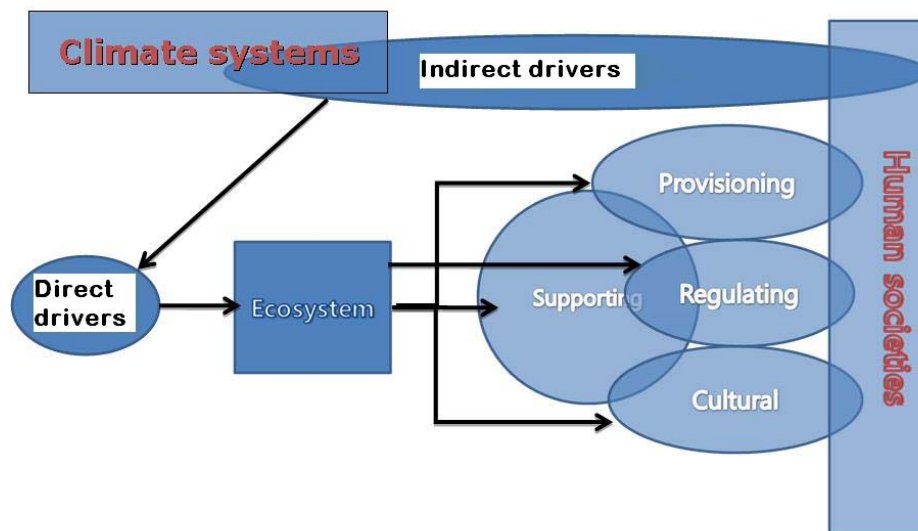 Climate systems
Indirect drivers
Provisioning
Human societies
Direct
drivers
Ecosystem
Supporting
Regulating
Cultural